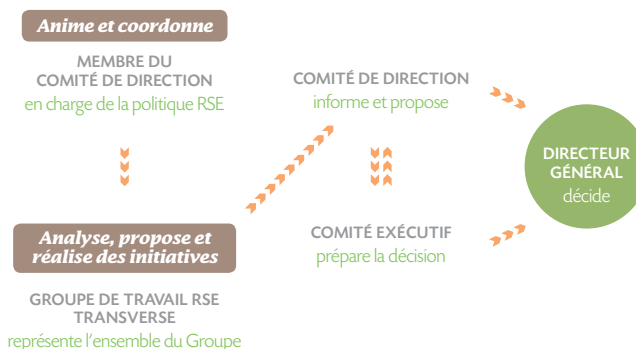 Anime et coordonne
MEMBRE DU
COMITÉ DE DIRECTION
en charge de la politique RSE
Analyse, propose et
réalise des initiatives
GROUPE DE TRAVAIL RSE
TRANSVERSE
représente l'ensemble du Groupe
COMITÉ DE DIRECTION
informe et propose
COMITÉ EXÉCUTIF
prépare la décision
DIRECTEUR
GÉNÉRAL
décide